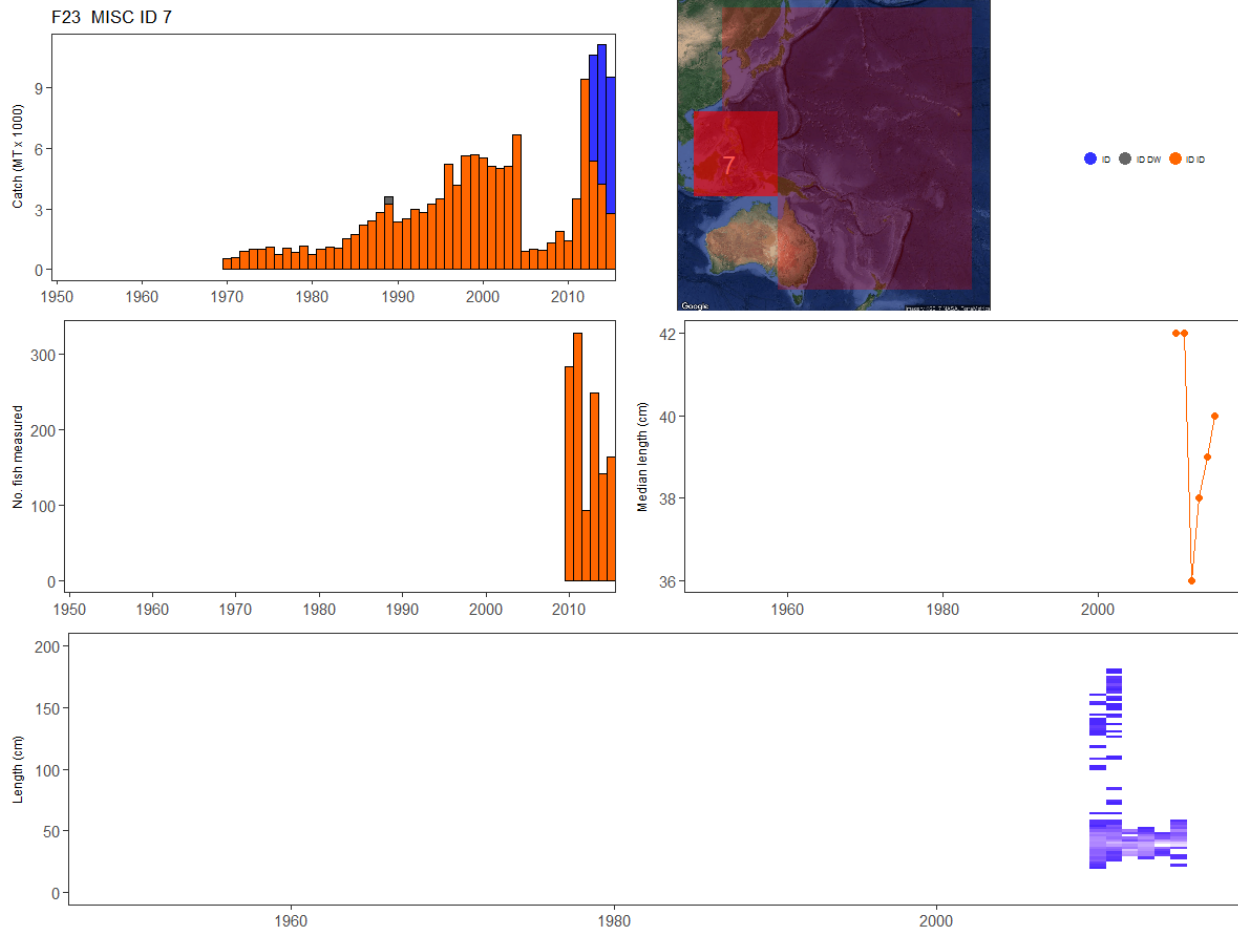 F23 MISC ID 7
Catch (MT x 1000)
9
6
3
0
1950 1960 1970 1980 1990 2000 2010
7
Google
ID ID DW ID ID
No. fish measured
300
200
100
0
1950 1960 1970 1980 1990 2000 2010
Median length (cm)
42
40
38
36
1960 1980 2000
Length (cm)
200
150
100
50
0
1960 1980 2000